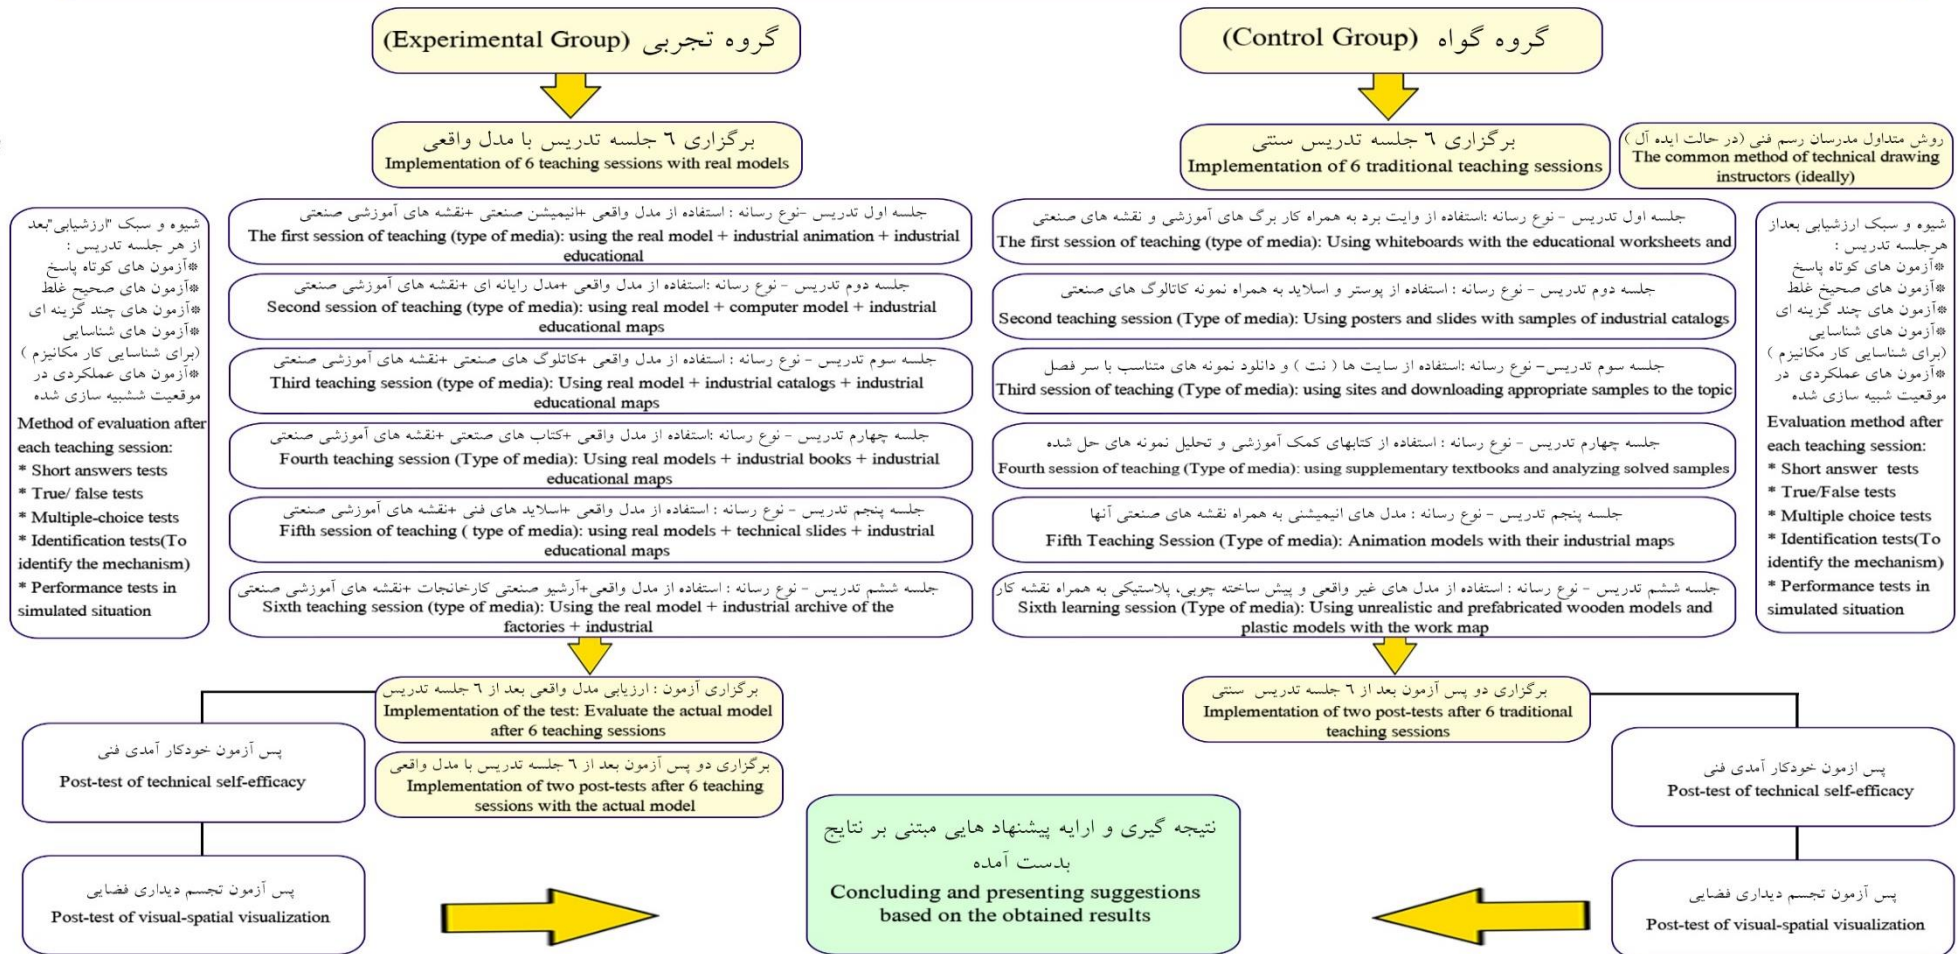 گروه تجربی (Experimental Group)
برگزاری ٦ جلسه تدریس با مدل واقعی
Implementation of 6 teaching sessions with real models
شیوه و سبک "ارزشیابی"بعد
از هر جلسه تدریس :
*آزمون های کوتاه پاسخ
*آزمون های صحیح غلط
*آزمون های چند گزینه ای
*آزمون های شناسایی
(برای شناسایی کار مکانیزم )
*آزمون های عملکردی در
موقعیت ششبیه سازی شده
Method of evaluation after
each teaching session:
* Short answers tests
* True/ false tests
* Multiple-choice tests
* Identification tests(To
identify the mechanism)
* Performance tests in
simulated situation
جلسه اول تدریس -نوع رسانه : استفاده از مدل واقعی +انیمیشن صنعتی +نقشه های آموزشی صنعتی
The first session of teaching (type of media): using the real model + industrial animation + industrial
educational
جلسه دوم تدریس - نوع رسانه :استفاده از مدل واقعی +مدل رایانه ای +نقشه های آموزشی صنعتی
Second session of teaching (type of media): using real model + computer model + industrial
educational maps
جلسه سوم تدریس - نوع رسانه : استفاده از مدل واقعی +کاتلوگ های صنعتی +نقشه های آموزشی صنعتی
Third teaching session (type of media): Using real model + industrial catalogs + industrial
educational maps
جلسه چهارم تدریس - نوع رسانه :استفاده از مدل واقعی +کتاب های صنعتی +نقشه های آموزشی صنعتی
Fourth teaching session (Type of media): Using real models + industrial books + industrial
educational maps
جلسه پنجم تدریس - نوع رسانه : استفاده از مدل واقعی +اسلاید های فنی +نقشه های آموزشی صنعتی
Fifth session of teaching ( type of media): using real models + technical slides + industrial
educational maps
جلسه ششم تدریس - نوع رسانه : استفاده از مدل واقعی+آرشیو صنعتی کارخانجات +نقشه های آموزشی صنعتی
Sixth teaching session (type of media): Using the real model + industrial archive of the
factories + industrial
برگزاری آزمون : ارزیابی مدل واقعی بعد از ٦ جلسه تدریس
Implementation of the test: Evaluate the actual model
after 6 teaching sessions
برگزاری دو پس آزمون بعد از ٦ جلسه تدریس با مدل واقعی
Implementation of two post-tests after 6 teaching
sessions with the actual model
پس آزمون خودکار آمدی فنی
Post-test of technical self-efficacy
پس آزمون تجسم دیداری فضایی
Post-test of visual-spatial visualization
گروه گواه (Control Group)
برگزاری ٦ جلسه تدریس سنتی
Implementation of 6 traditional teaching sessions
روش متداول مدرسان رسم فنی (در حالت ایده آل )
The common method of technical drawing
instructors (ideally)
جلسه اول تدریس - نوع رسانه :استفاده از وایت برد به همراه کار برگ های آموزشی و نقشه های صنعتی
The first session of teaching (type of media): Using whiteboards with the educational worksheets and
جلسه دوم تدریس - نوع رسانه : استفاده از پوستر و اسلاید به همراه نمونه کاتالوگ های صنعتی
Second teaching session (Type of media): Using posters and slides with samples of industrial catalogs
جلسه سوم تدریس- نوع رسانه :استفاده از سایت ها ( نت ) و دانلود نمونه های متناسب با سر فصل
Third session of teaching (Type of media): using sites and downloading appropriate samples to the topic
جلسه چهارم تدریس - نوع رسانه : استفاده از کتابهای کمک آموزشی و تحلیل نمونه های حل شده
Fourth session of teaching (Type of media): using supplementary textbooks and analyzing solved samples
جلسه پنجم تدریس - نوع رسانه : مدل های انیمیشنی به همراه نقشه های صنعتی آنها
Fifth Teaching Session (Type of media): Animation models with their industrial maps
جلسه ششم تدریس - نوع رسانه : استفاده از مدل های غیر واقعی و پیش ساخته چوبی، پلاستیکی به همراه نقشه کار
Sixth learning session (Type of media): Using unrealistic and prefabricated wooden models and
plastic models with the work map
شیوه و سبک ارزشیابی بعداز
هرجلسه تدریس :
*آزمون های کوتاه پاسخ
*آزمون های صحیح غلط
*آزمون های چند گزینه ای
*آزمون های شناسایی
(برای شناسایی کار مکانیزم )
*آزمون های عملکردی در
موقعیت شبیه سازی شده
Evaluation method after
each teaching session:
* Short answer tests
* True/False tests
* Multiple choice tests
* Identification tests(To
identify the mechanism)
* Performance tests in
simulated situation
برگزاری دو پس آزمون بعد از ٦ جلسه تدریس سنتی
Implementation of two post-tests after 6 traditional
teaching sessions
پس ازمون خودکار آمدی فنی
Post-test of technical self-efficacy
پس آزمون تجسم دیداری فضایی
Post-test of visual-spatial visualization
نتیجه گیری و ارایه پیشنهاد هایی مبتنی بر نتایج
بدست آمده
Concluding and presenting suggestions
based on the obtained results